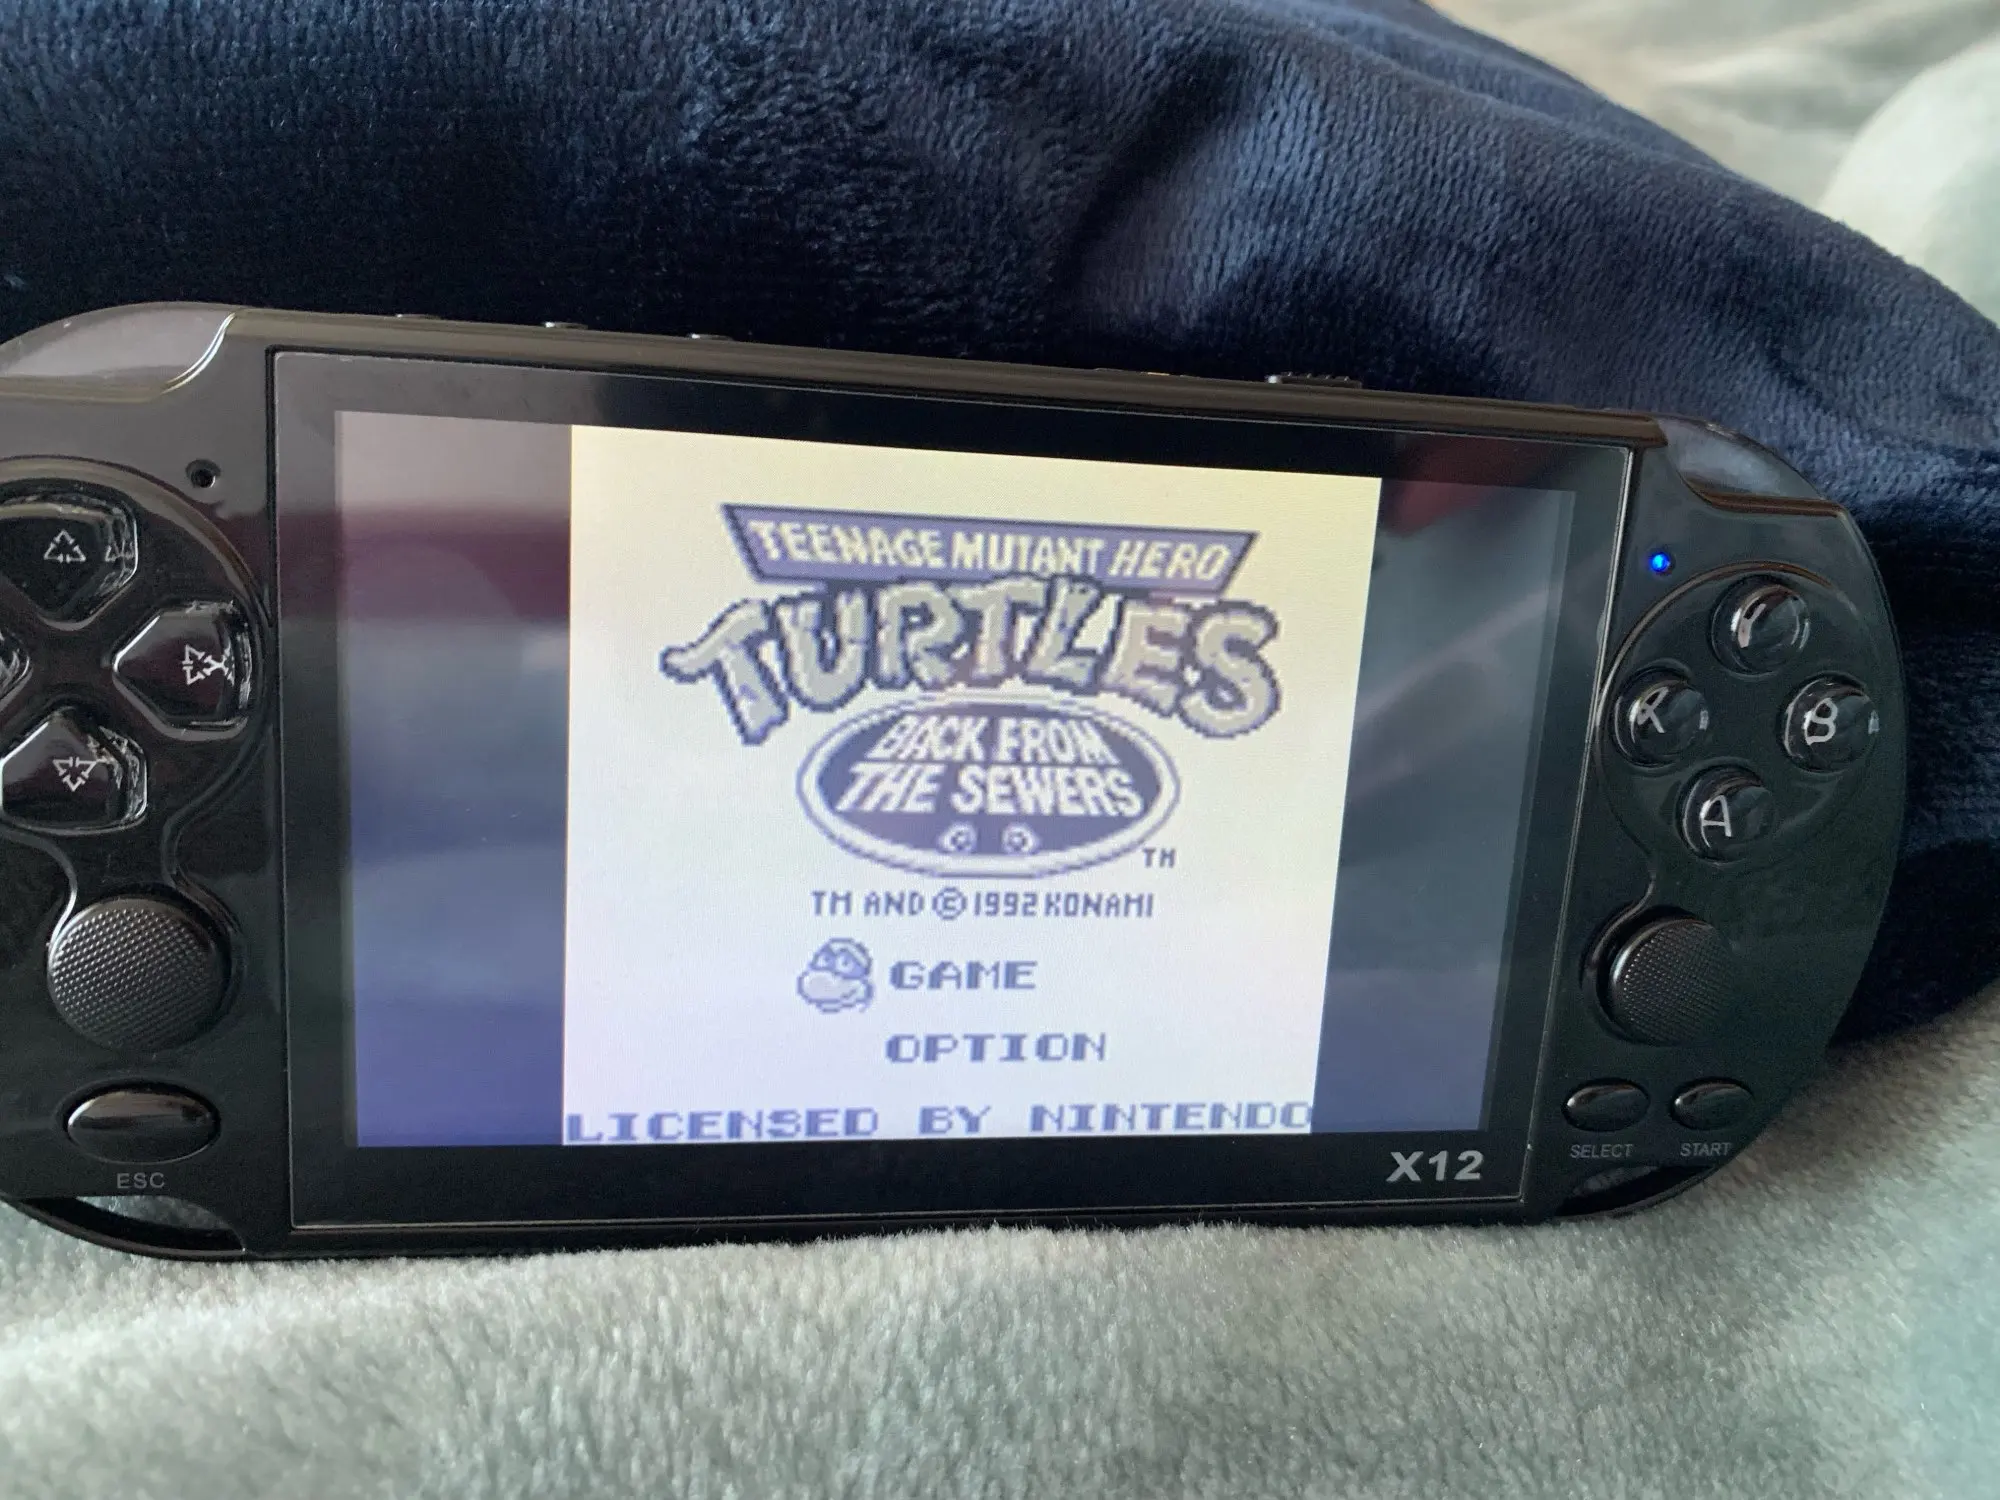 TEENAGE MUTANT HERO
TURTLES
BACK FROM
THE SEWERS
TM
TM AND © 1992 KONAMI
GAME
OPTION
LICENSED BY NINTENDO
X12
B
A
ESC
SELECT
START